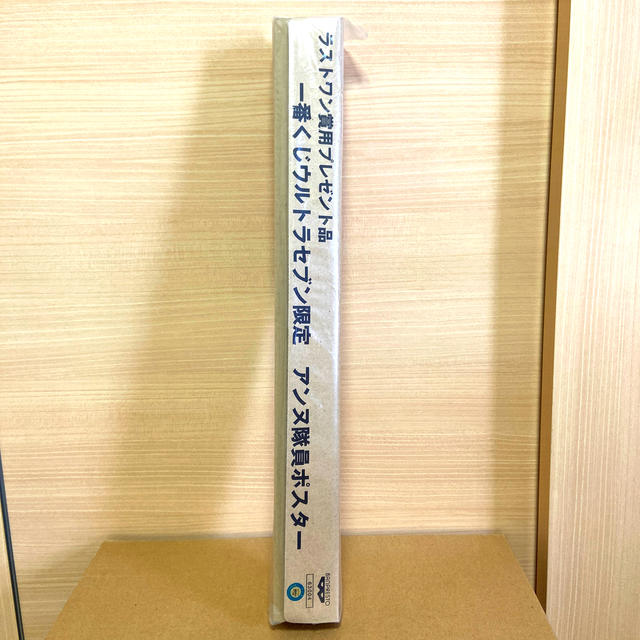 ラストワン賞用プレゼント品
一番くじウルトラセブン限定　アンヌ隊員ポスター
BANPRESTO